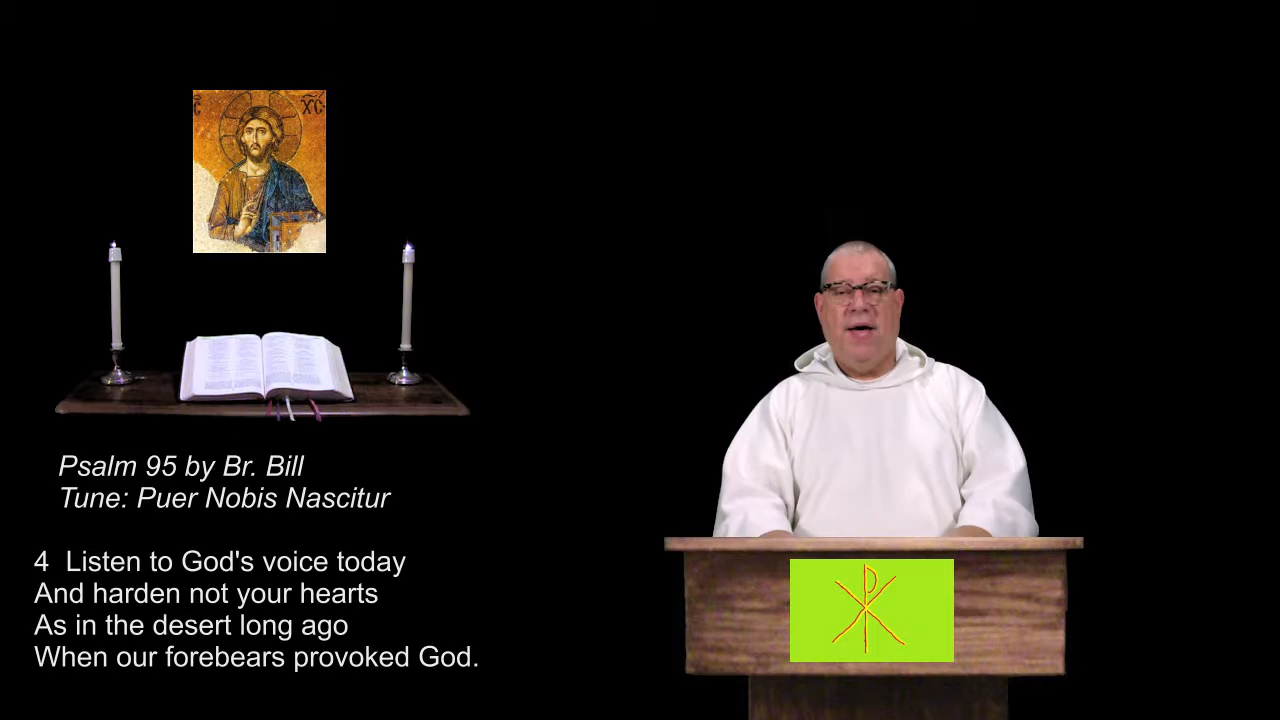 XC
Psalm 95 by Br. Bill
Tune: Puer Nobis Nascitur
4 Listen to God's voice today
And harden not your hearts
As in the desert long ago
When our forebears provoked God.